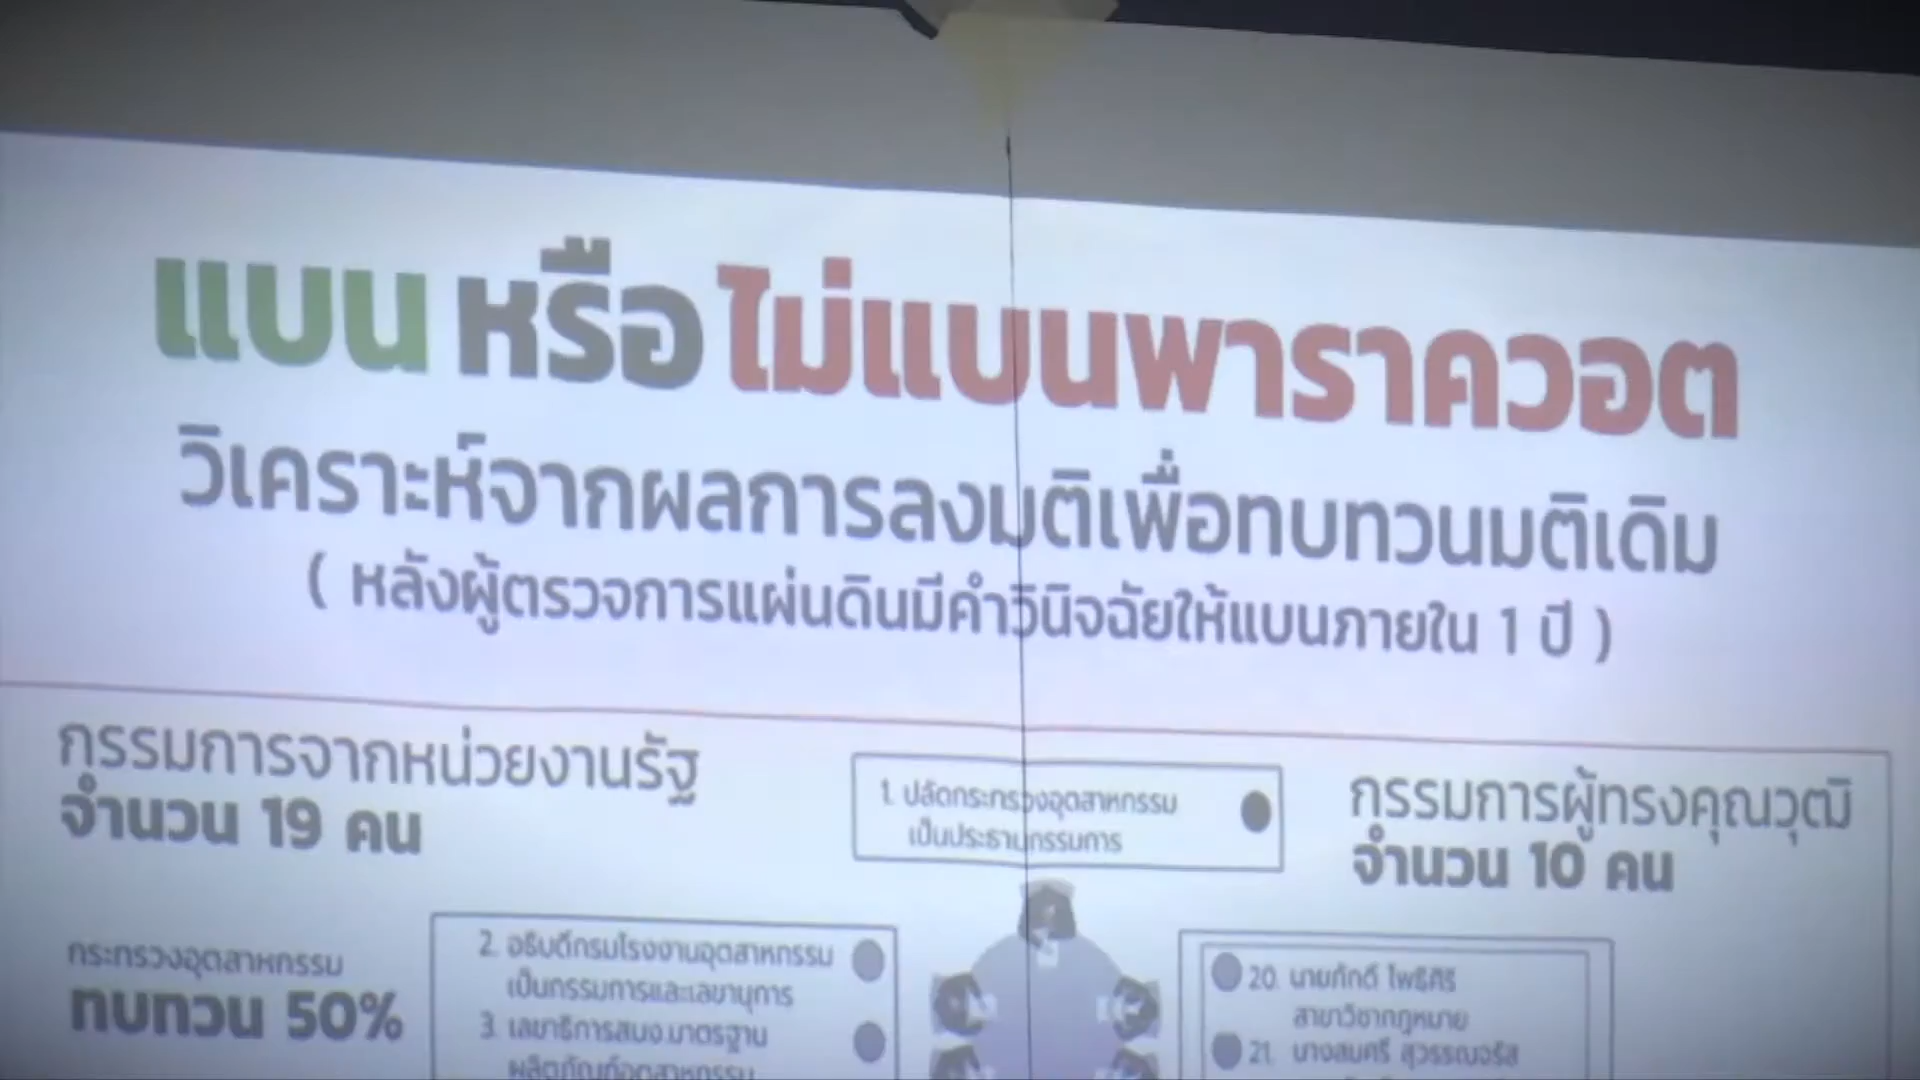 แบน หรือ ไม่แบนพาราควอต
วิเคราะห์จากผลการลงมติเพื่อทบทวนมติเดิม
( หลังผู้ตรวจการแผ่นดินมีคำวินิจฉัยให้แบนภายใน 1 ปี )
กรรมการจากหน่วยงานรัฐ
จำนวน 19 คน
1. ปลัดกระทรวงอุตสาหกรรม
เป็นประธานกรรมการ
กรรมการผู้ทรงคุณวุฒิ
จำนวน 10 คน
กระทรวงอุตสาหกรรม
ทบทวน 50%
2. อธิบดีกรมโรงงานอุตสาหกรรม
เป็นกรรมการและเลขานุการ
3. เลขาธิการสนง.มาตรฐาน
ผลิตภัณฑ์อุตสาหกรรม
20. นายภักดี โพธิศิริ
สาขาวิชากฎหมาย
21. นางสมศรี สุวรรณจรัส